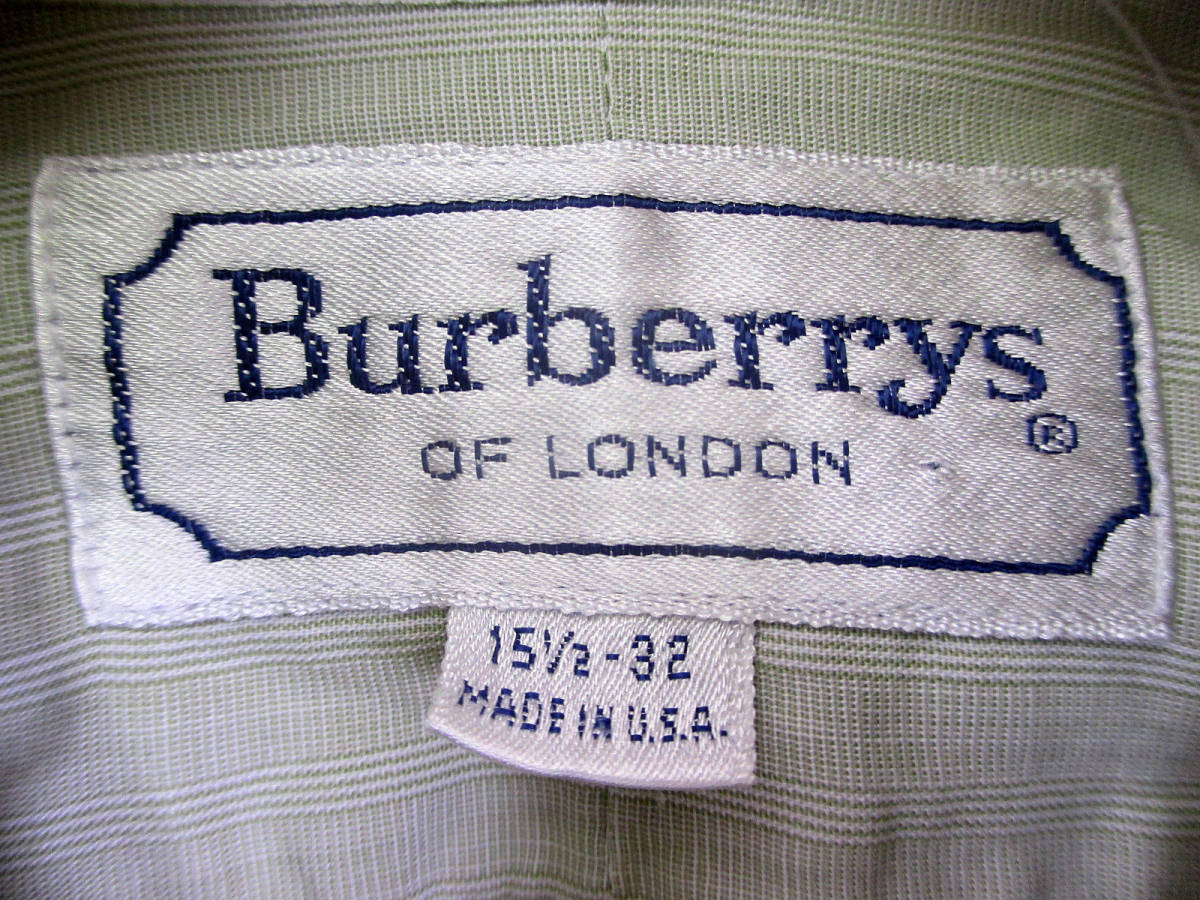 Burberrys
®
OF LONDON
15½-32
MADE IN U.S.A.